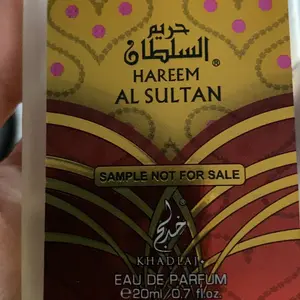 حريم
السلطان ®
HAREEM
AL SULTAN
SAMPLE NOT FOR SALE
خدلج
KHADLAJ
EAU DE PARFUM
℮20ml/0.7 fl.oz.